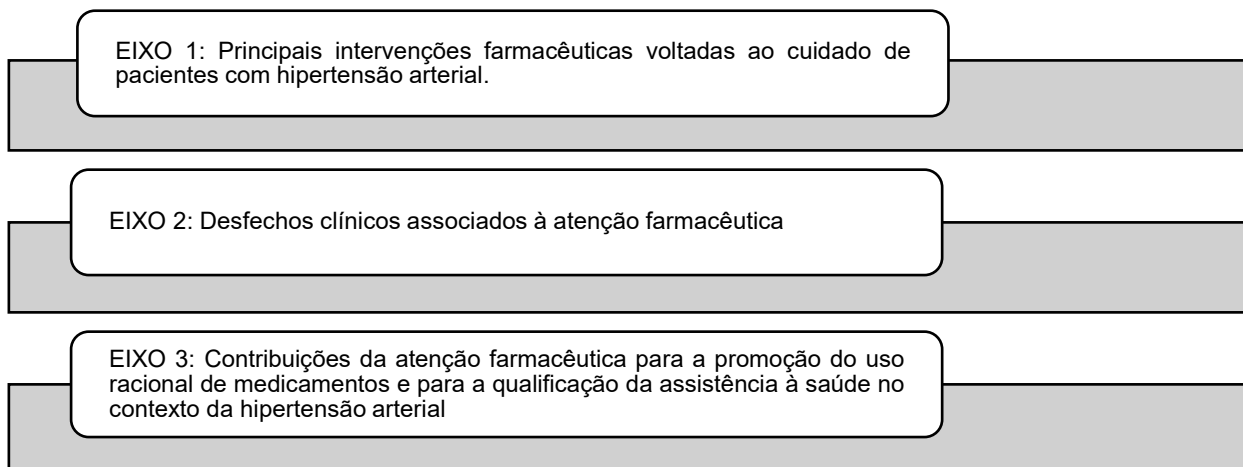 EIXO 1: Principais intervenções farmacêuticas voltadas ao cuidado de
pacientes com hipertensão arterial.
EIXO 2: Desfechos clínicos associados à atenção farmacêutica
EIXO 3: Contribuições da atenção farmacêutica para a promoção do uso
racional de medicamentos e para a qualificação da assistência à saúde no
contexto da hipertensão arterial